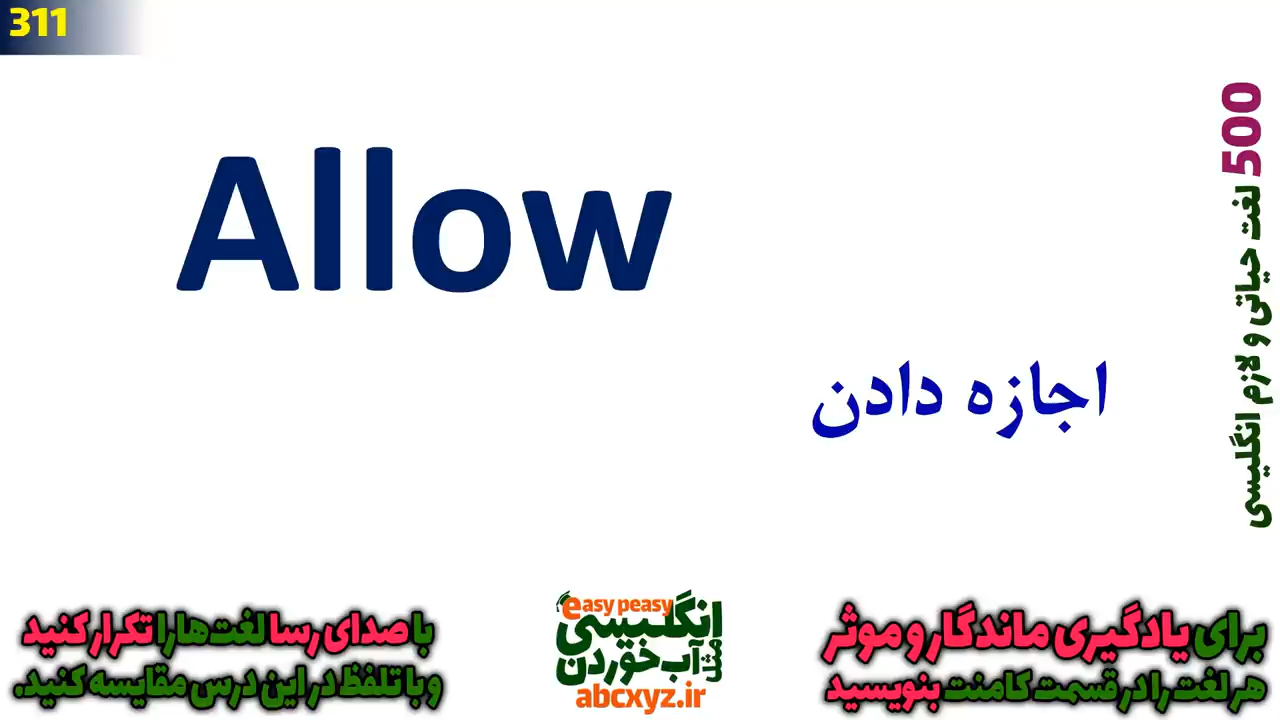 311
Allow
اجازه دادن
500 لغت حیاتی و لازم انگلیسی
برای یادگیری ماندگار و موثر
هر لغت را در قسمت کامنت بنویسید
easy peasy
انگلیسی
مثل آب خوردن
abcxyz.ir
با صدای رسا لغت‌ها را تکرار کنید
و با تلفظ در این درس مقایسه کنید.